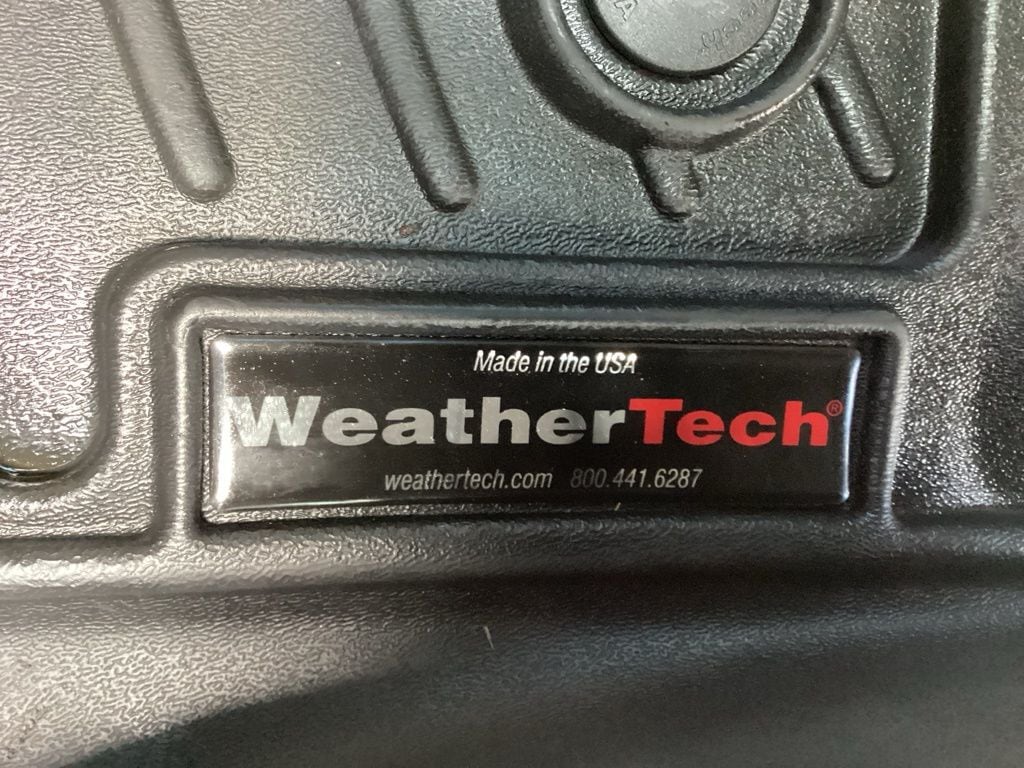 Made in the USA
WeatherTech®
weathertech.com 800.441.6287